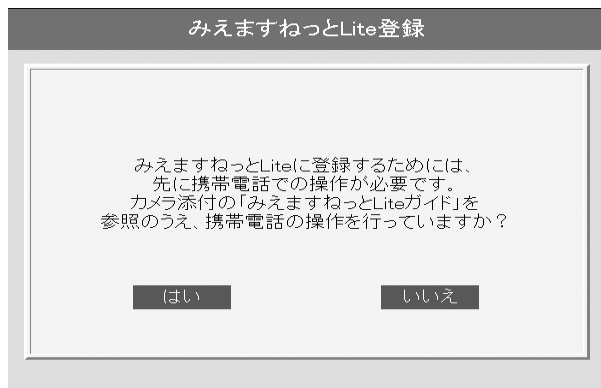 みえますねっとLite登録
みえますねっとLiteに登録するためには、
先に携帯電話での操作が必要です。
カメラ添付の「みえますねっとLiteガイド」を
参照のうえ、携帯電話の操作を行っていますか？
はい
いいえ